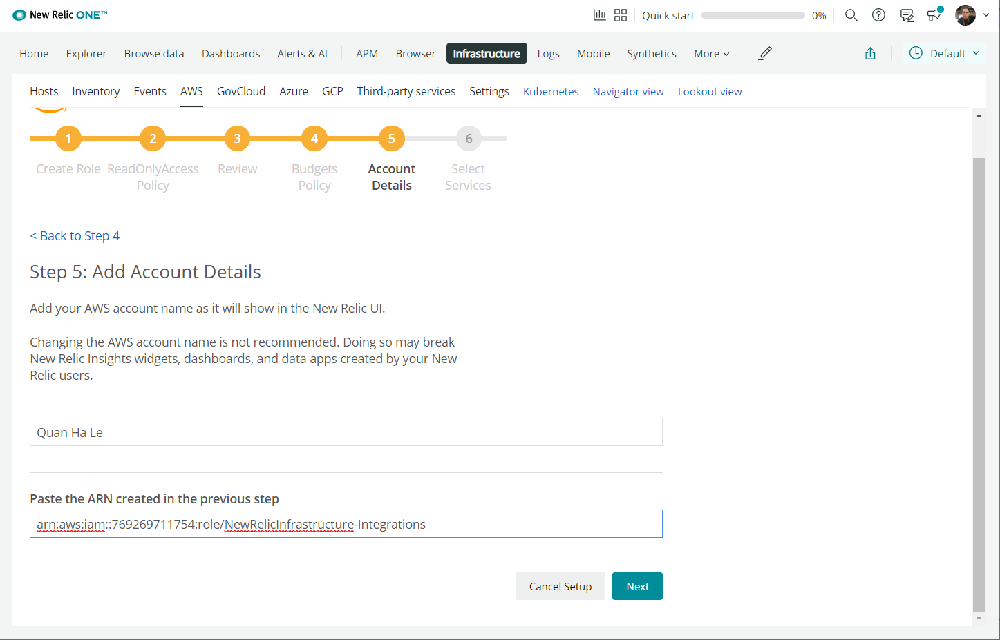 New Relic ONE™
Quick start 0%
Home Explorer Browse data Dashboards Alerts & AI APM Browser Infrastructure Logs Mobile Synthetics More Default
Hosts Inventory Events AWS GovCloud Azure GCP Third-party services Settings Kubernetes Navigator view Lookout view
1 2 3 4 5 6
Create Role ReadOnlyAccess Review Budgets Account Select
Policy Policy Details Services
< Back to Step 4
Step 5: Add Account Details
Add your AWS account name as it will show in the New Relic UI.
Changing the AWS account name is not recommended. Doing so may break
New Relic Insights widgets, dashboards, and data apps created by your New
Relic users.
Quan Ha Le
Paste the ARN created in the previous step
arn:aws:iam::769269711754:role/NewRelicInfrastructure-Integrations
Cancel Setup Next